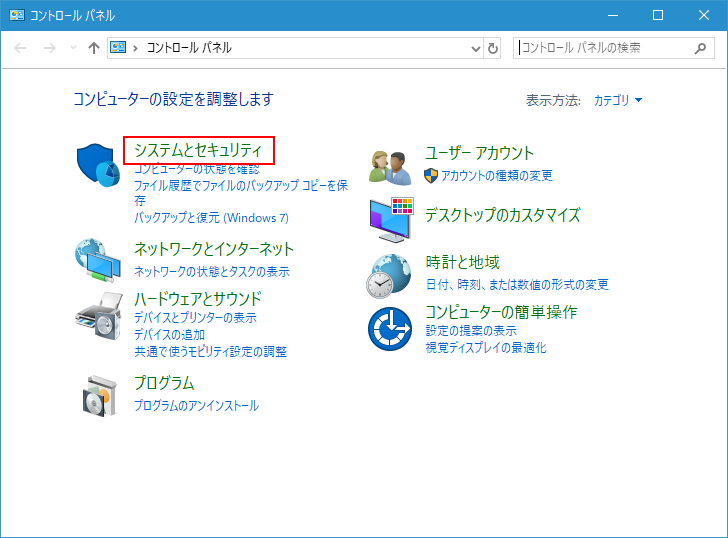 コントロール パネル
コントロール パネル
コントロール パネルの検索
コンピューターの設定を調整します
表示方法: カテゴリ
システムとセキュリティ
コンピューターの状態を確認
ファイル履歴でファイルのバックアップ コピーを保
存
バックアップと復元 (Windows 7)
ネットワークとインターネット
ネットワークの状態とタスクの表示
ハードウェアとサウンド
デバイスとプリンターの表示
デバイスの追加
共通で使うモビリティ設定の調整
プログラム
プログラムのアンインストール
ユーザー アカウント
アカウントの種類の変更
デスクトップのカスタマイズ
時計と地域
日付、時刻、または数値の形式の変更
コンピューターの簡単操作
設定の提案の表示
視覚ディスプレイの最適化